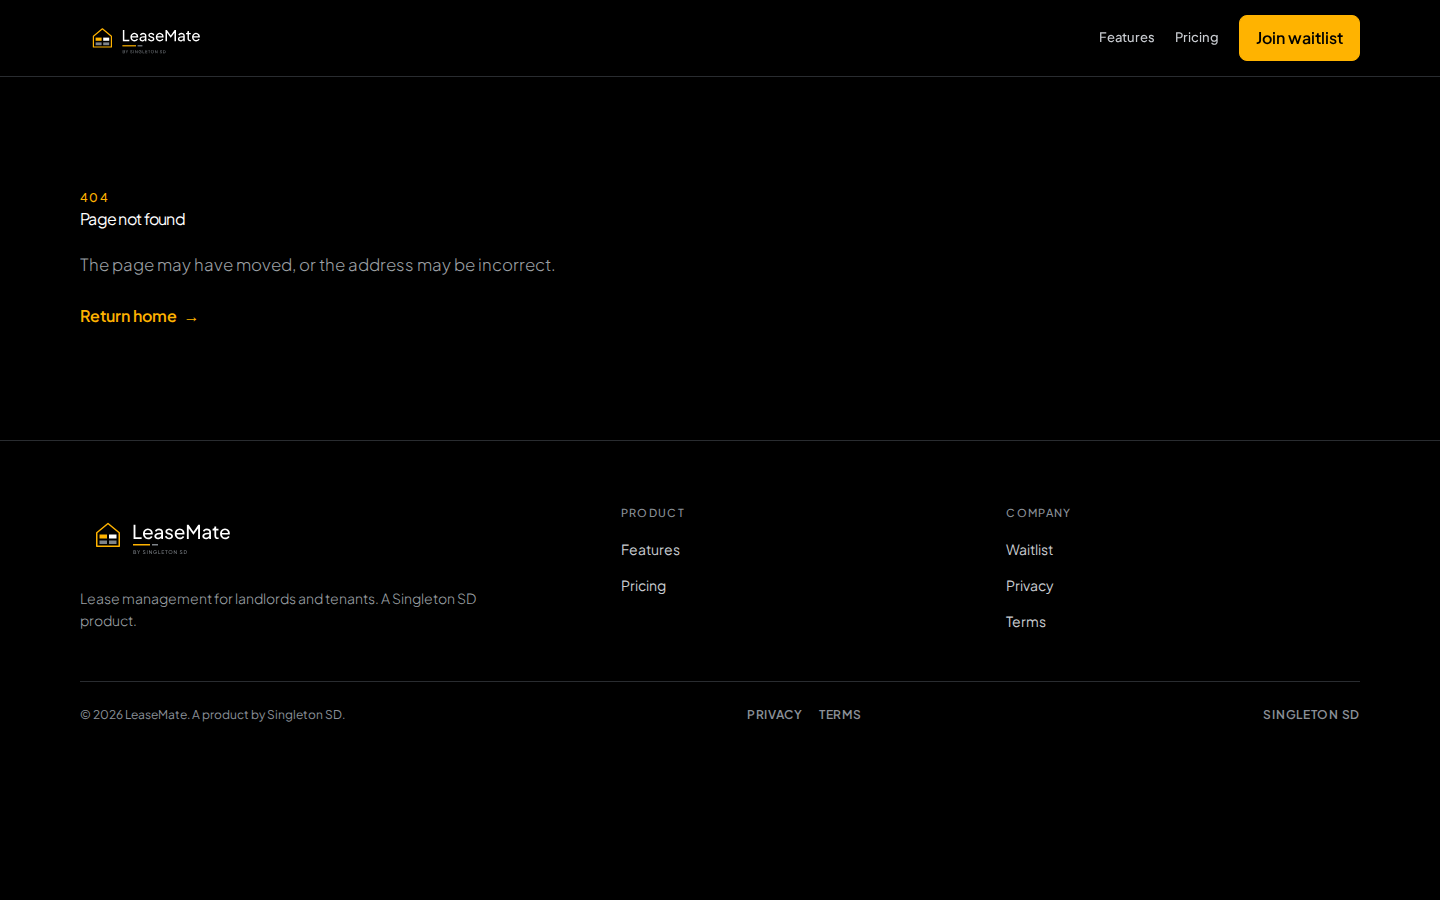 LeaseMate
BY SINGLETON SD
Features
Pricing
Join waitlist
404
Page not found
The page may have moved, or the address may be incorrect.
Return home →
LeaseMate
BY SINGLETON SD
Lease management for landlords and tenants. A Singleton SD
product.
PRODUCT
Features
Pricing
COMPANY
Waitlist
Privacy
Terms
© 2026 LeaseMate. A product by Singleton SD.
PRIVACY
TERMS
SINGLETON SD